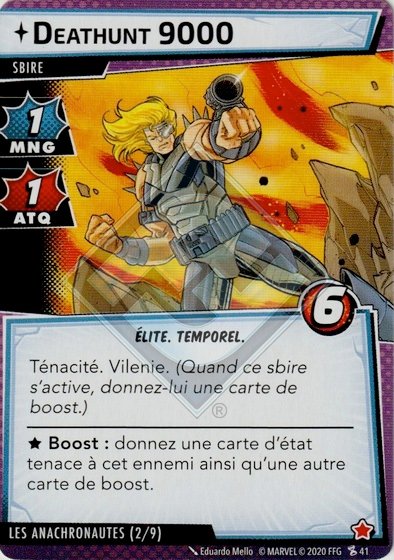 DEATHUNT 9000
SBIRE
1
MNG
1
ATQ
6
ÉLITE. TEMPOREL.
Ténacité. Vilenie. (Quand ce sbire
s'active, donnez-lui une carte de
boost.)
★ Boost : donnez une carte d'état
tenace à cet ennemi ainsi qu'une autre
carte de boost.
LES ANACHRONAUTES (2/9)
Eduardo Mello © MARVEL © 2020 FFG 41